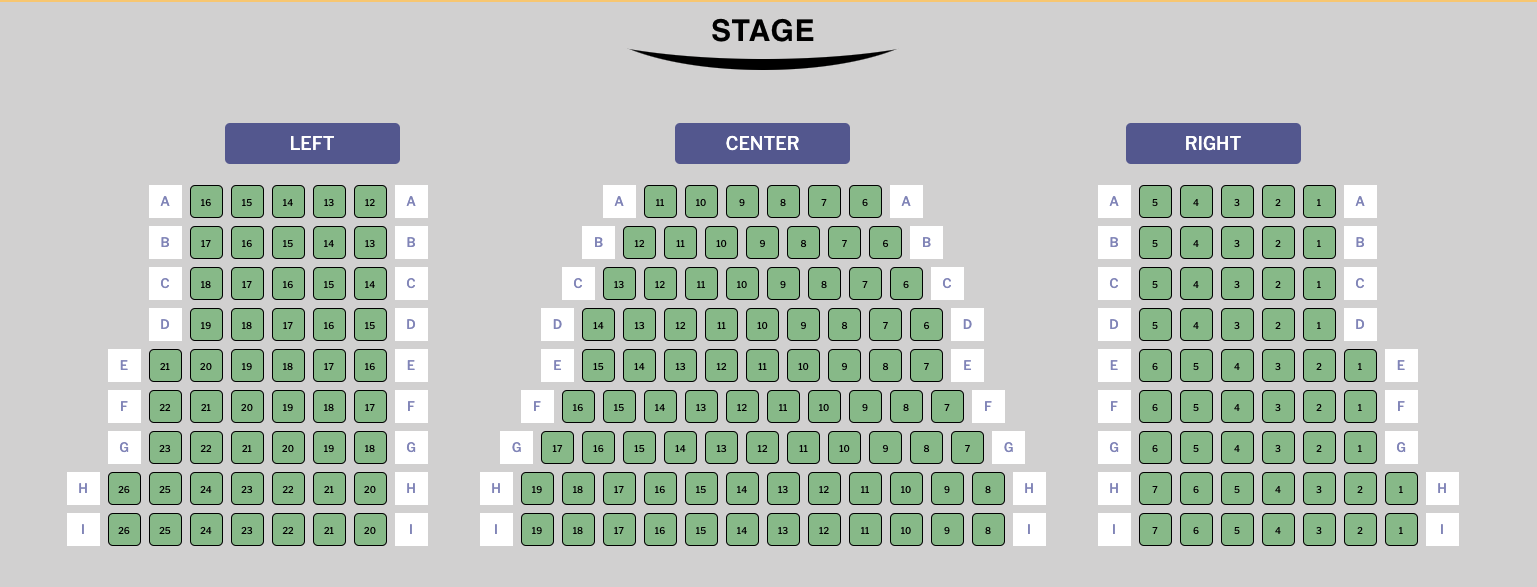 STAGE
LEFT CENTER RIGHT
A 16 15 14 13 12 A A 11 10 9 8 7 6 A A 5 4 3 2 1 A
B 17 16 15 14 13 B B 12 11 10 9 8 7 6 B B 5 4 3 2 1 B
C 18 17 16 15 14 C C 13 12 11 10 9 8 7 6 C C 5 4 3 2 1 C
D 19 18 17 16 15 D D 14 13 12 11 10 9 8 7 6 D D 5 4 3 2 1 D
E 21 20 19 18 17 16 E E 15 14 13 12 11 10 9 8 7 E E 6 5 4 3 2 1 E
F 22 21 20 19 18 17 F F 16 15 14 13 12 11 10 9 8 7 F F 6 5 4 3 2 1 F
G 23 22 21 20 19 18 G G 17 16 15 14 13 12 11 10 9 8 7 G G 6 5 4 3 2 1 G
H 26 25 24 23 22 21 20 H H 19 18 17 16 15 14 13 12 11 10 9 8 H H 7 6 5 4 3 2 1 H
I 26 25 24 23 22 21 20 I I 19 18 17 16 15 14 13 12 11 10 9 8 I I 7 6 5 4 3 2 1 I